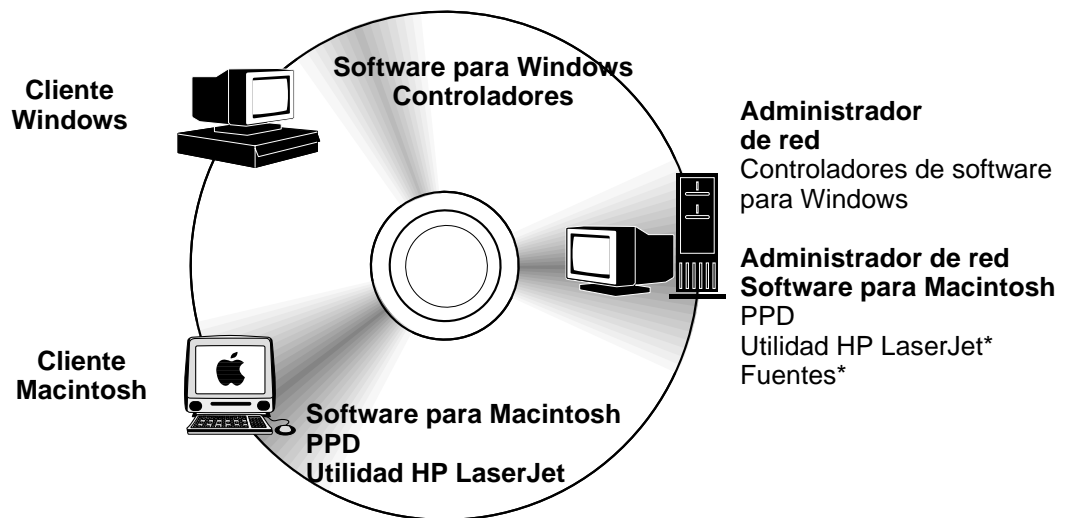 Cliente
Windows
Software para Windows
Controladores
Administrador
de red
Controladores de software
para Windows
Administrador de red
Software para Macintosh
PPD
Utilidad HP LaserJet*
Fuentes*
Cliente
Macintosh
Software para Macintosh
PPD
Utilidad HP LaserJet